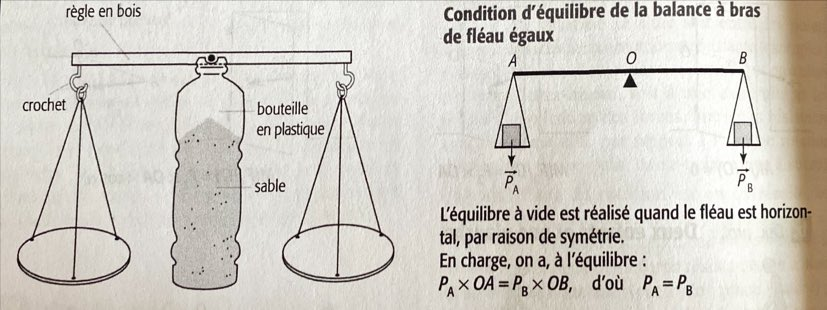 règle en bois
crochet
bouteille
en plastique
sable
Condition d'équilibre de la balance à bras
de fléau égaux
A O B
P⃗_A P⃗_B
L'équilibre à vide est réalisé quand le fléau est horizon-
tal, par raison de symétrie.
En charge, on a, à l'équilibre :
P_A × OA = P_B × OB, d'où P_A = P_B